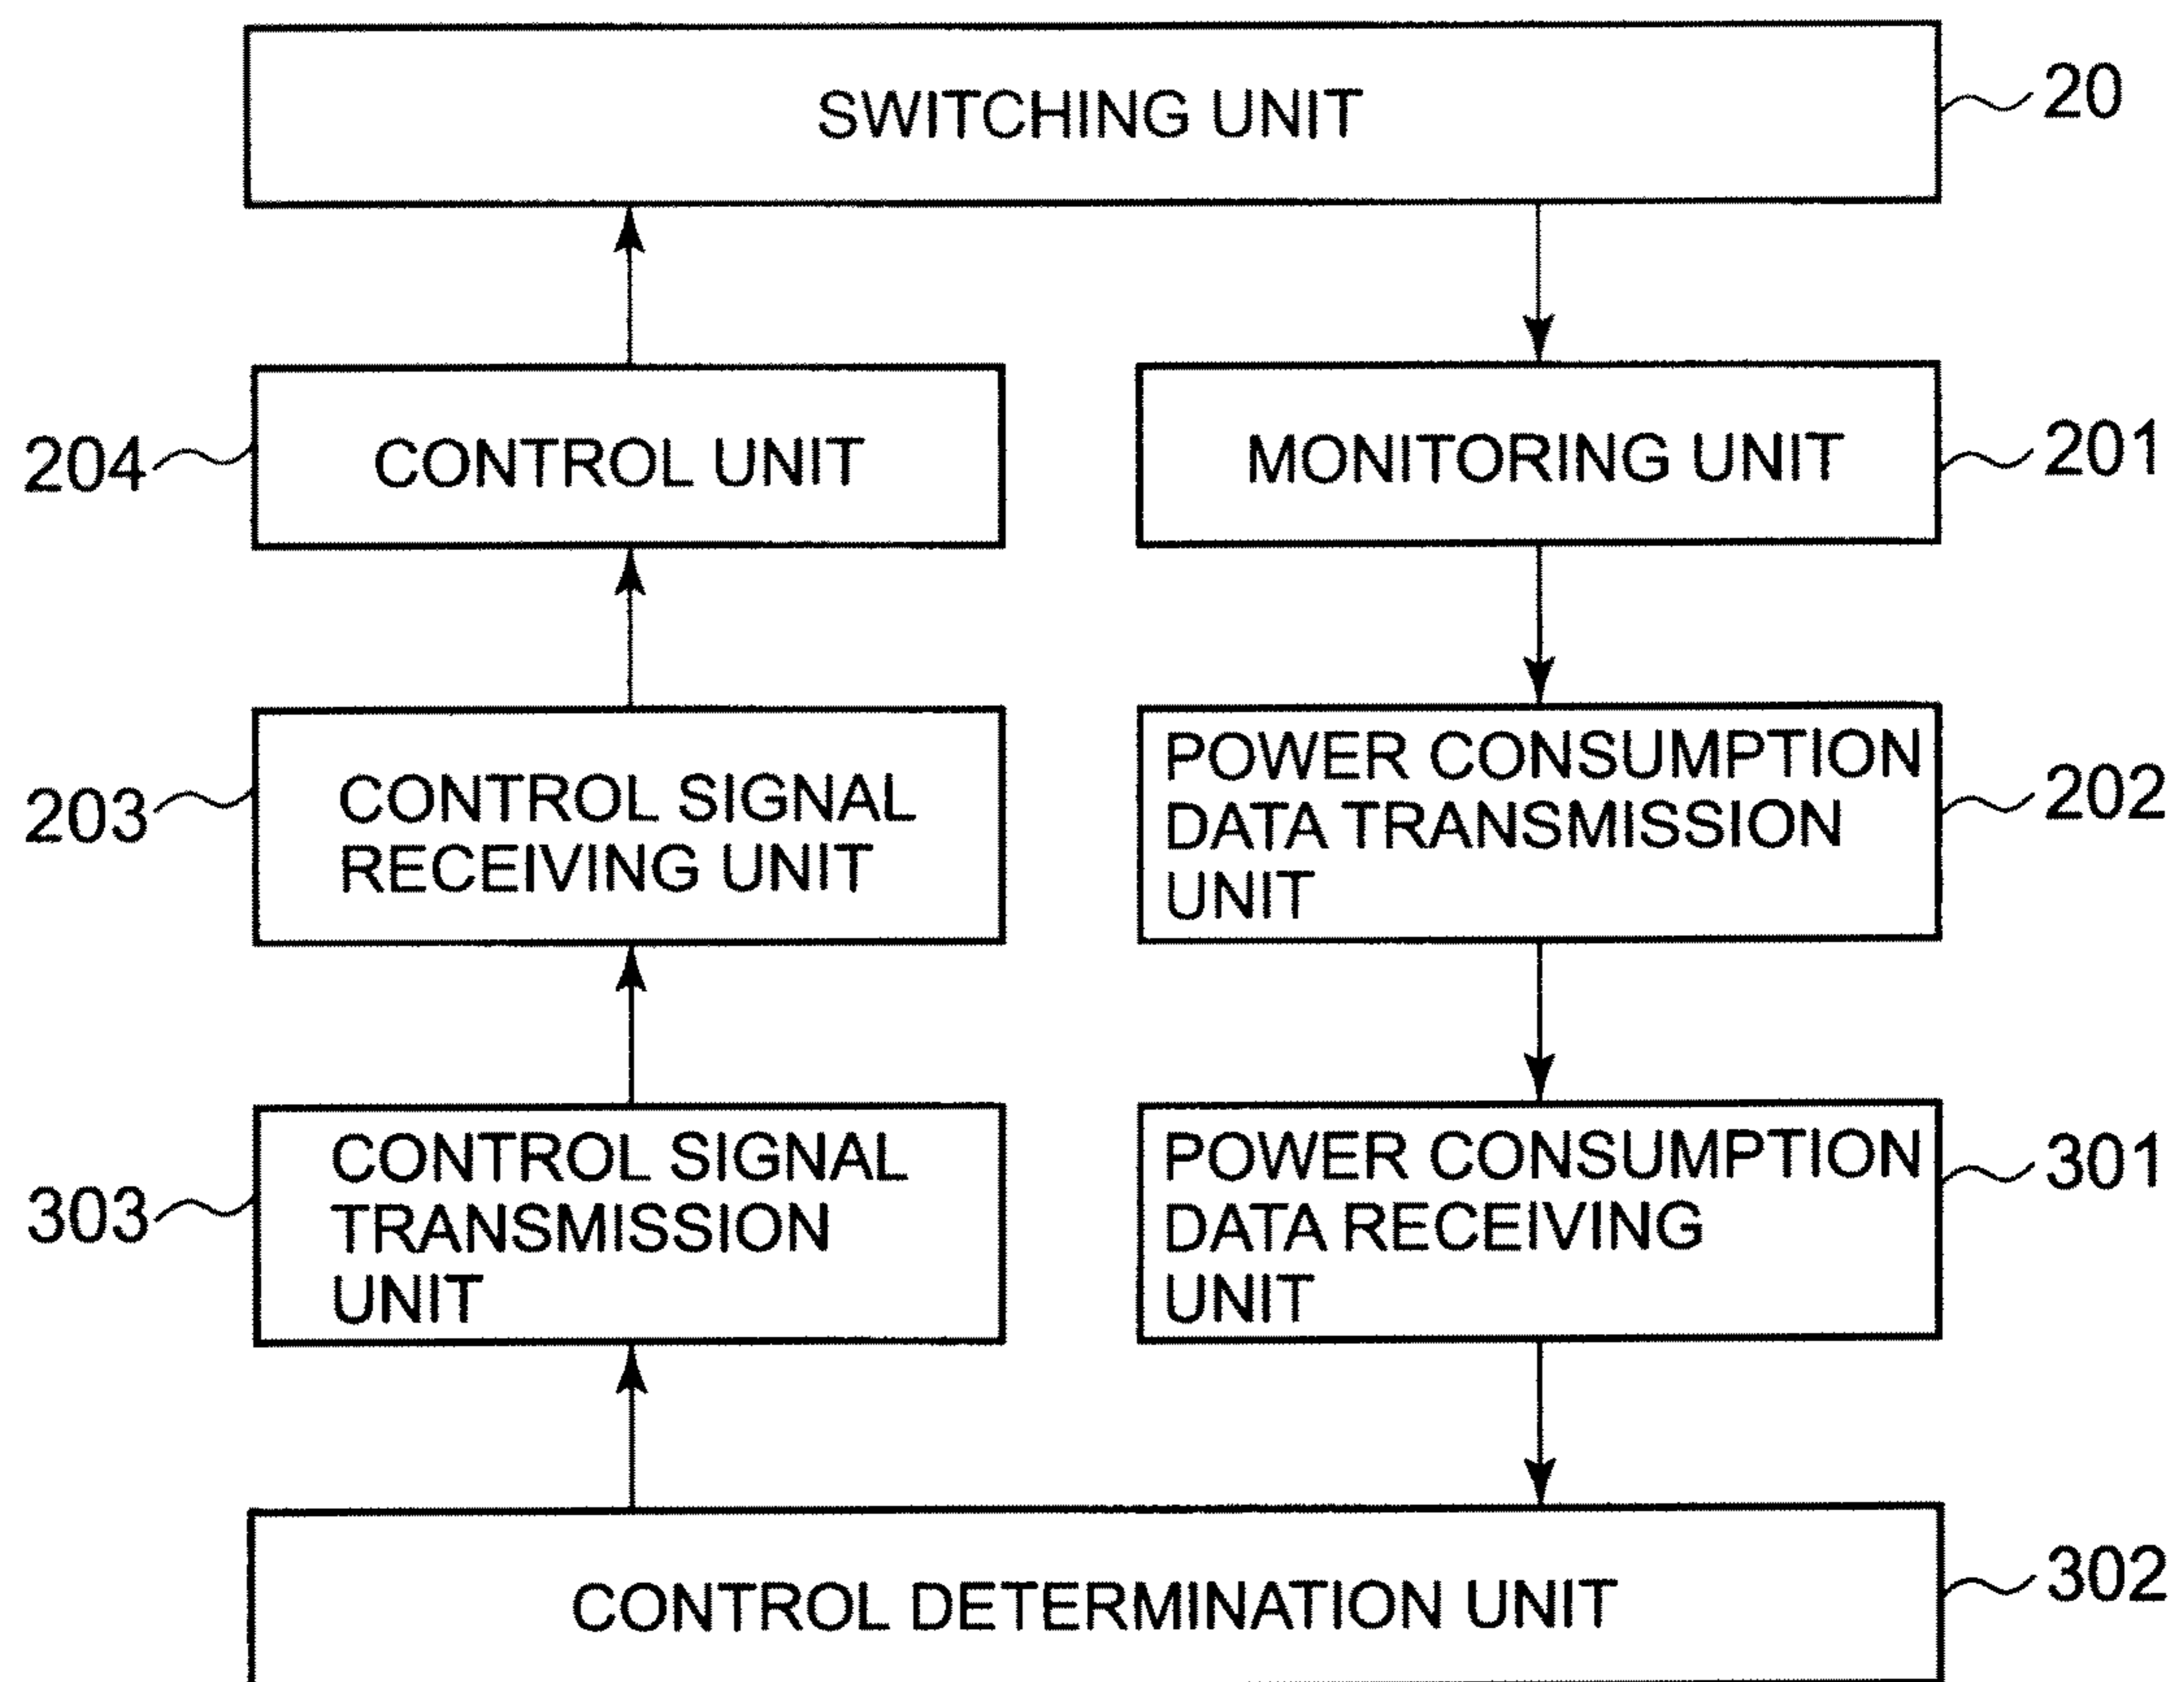 SWITCHING UNIT
20
204
CONTROL UNIT
MONITORING UNIT
201
203
CONTROL SIGNAL
RECEIVING UNIT
POWER CONSUMPTION
DATA TRANSMISSION
UNIT
202
303
CONTROL SIGNAL
TRANSMISSION
UNIT
POWER CONSUMPTION
DATA RECEIVING
UNIT
301
CONTROL DETERMINATION UNIT
302